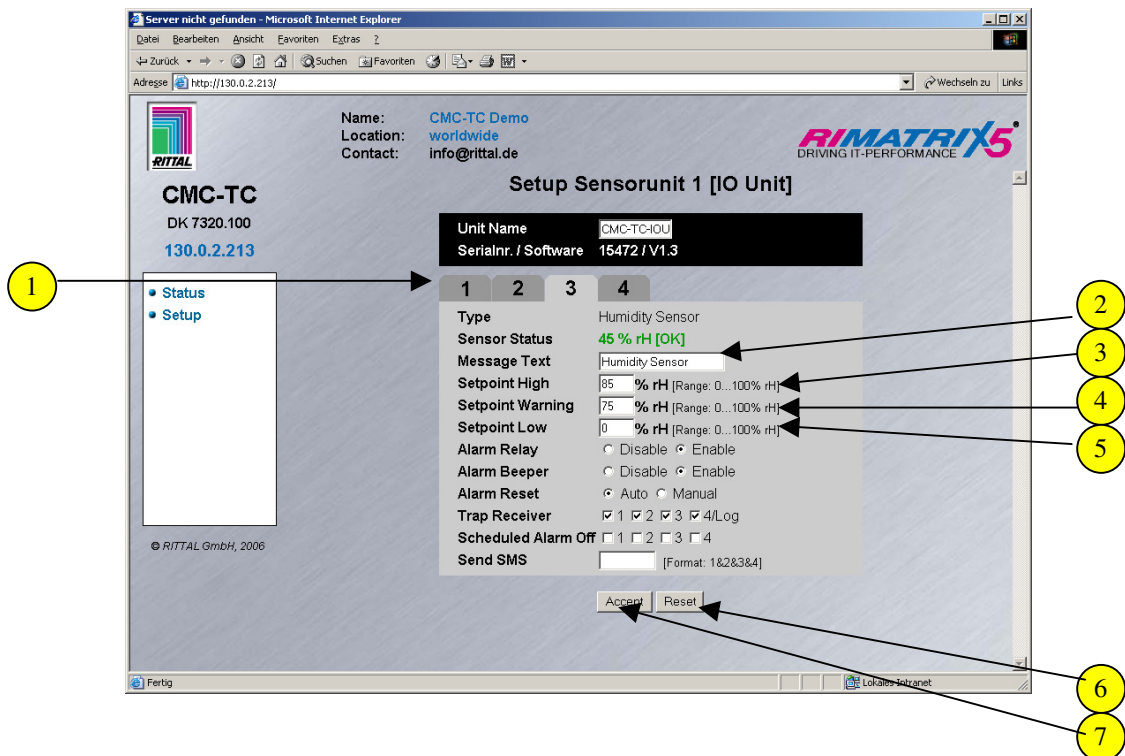 Server nicht gefunden - Microsoft Internet Explorer
Datei Bearbeiten Ansicht Favoriten Extras ?
Zurück Suchen Favoriten
Adresse http://130.0.2.213/ Wechseln zu Links
RITTAL
Name: CMC-TC Demo
Location: worldwide
Contact: info@rittal.de
RIMATRIX5
DRIVING IT-PERFORMANCE
CMC-TC
DK 7320.100
130.0.2.213
Setup Sensorunit 1 [IO Unit]
Unit Name CMC-TC-IOU
Serialnr. / Software 15472 / V1.3
1
Status
Setup
1 2 3 4
Type Humidity Sensor
Sensor Status 45 % rH [OK]
Message Text Humidity Sensor
Setpoint High 85 % rH [Range: 0...100% rH]
Setpoint Warning 75 % rH [Range: 0...100% rH]
Setpoint Low 0 % rH [Range: 0...100% rH]
Alarm Relay Disable Enable
Alarm Beeper Disable Enable
Alarm Reset Auto Manual
Trap Receiver 1 2 3 4/Log
Scheduled Alarm Off 1 2 3 4
Send SMS [Format: 1&2&3&4]
© RITTAL GmbH, 2006
Accept Reset
2
3
4
5
6
7
Fertig Lokales Intranet